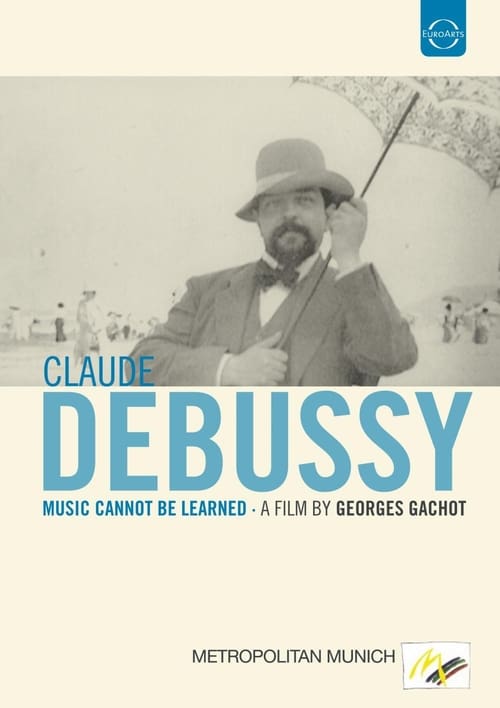 EUROARTS
CLAUDE
DEBUSSY
MUSIC CANNOT BE LEARNED · A FILM BY GEORGES GACHOT
METROPOLITAN MUNICH